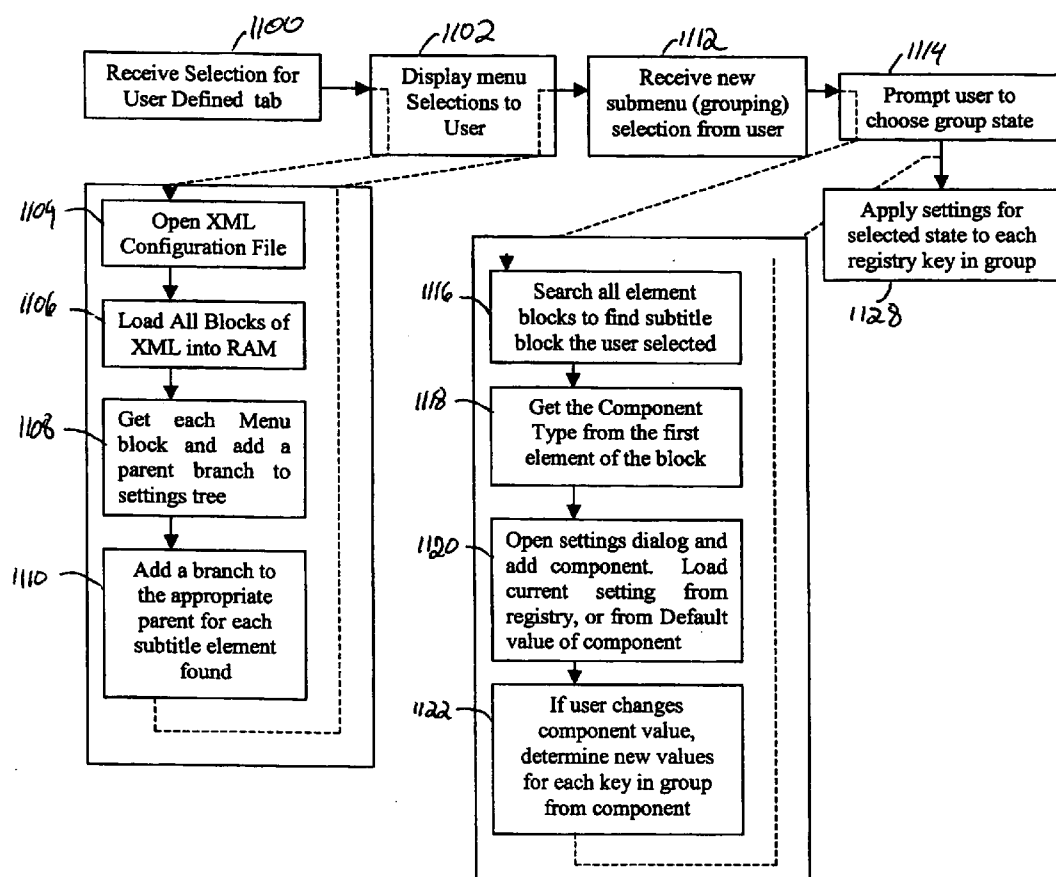 1100
Receive Selection for
User Defined tab
1102
Display menu
Selections to
User
1112
Receive new
submenu (grouping)
selection from user
1114
Prompt user to
choose group state
1104
Open XML
Configuration File
1106
Load All Blocks of
XML into RAM
1108
Get each Menu
block and add a
parent branch to
settings tree
1110
Add a branch to
the appropriate
parent for each
subtitle element
found
1116
Search all element
blocks to find subtitle
block the user selected
1118
Get the Component
Type from the first
element of the block
1120
Open settings dialog and
add component. Load
current setting from
registry, or from Default
value of component
1122
If user changes
component value,
determine new values
for each key in group
from component
Apply settings for
selected state to each
registry key in group
1128